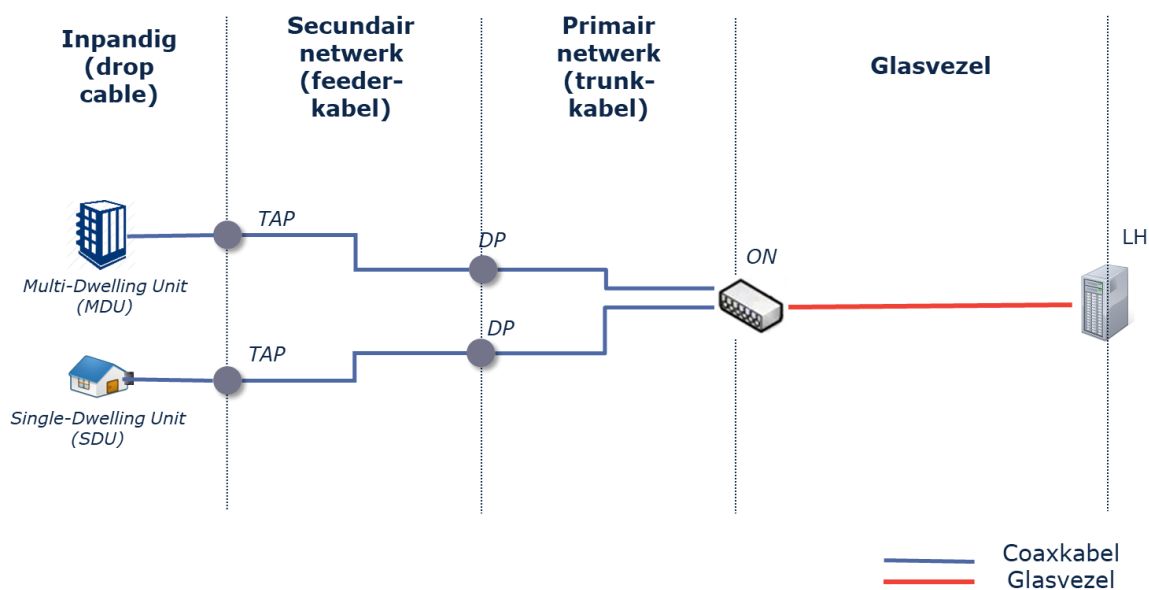 Inpandig
(drop
cable)
Secundair
netwerk
(feeder-
kabel)
Primair
netwerk
(trunk-
kabel)
Glasvezel
TAP
DP
ON
LH
Multi-Dwelling Unit
(MDU)
DP
TAP
Single-Dwelling Unit
(SDU)
Coaxkabel
Glasvezel